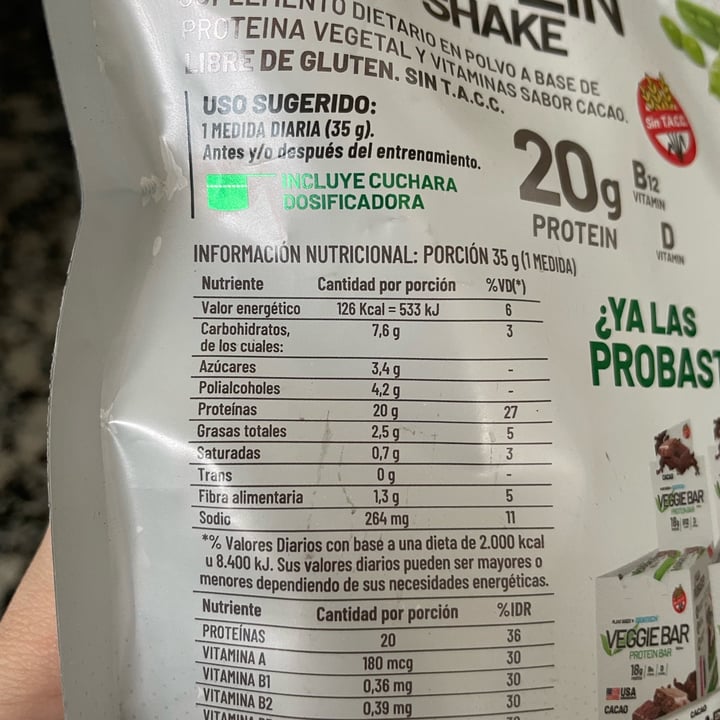 SHAKE
SUPLEMENTO DIETARIO EN POLVO A BASE DE
PROTEINA VEGETAL Y VITAMINAS SABOR CACAO.
LIBRE DE GLUTEN. SIN T.A.C.C.
Sin T.A.C.C.
USO SUGERIDO:
1 MEDIDA DIARIA (35 g).
Antes y/o después del entrenamiento.
INCLUYE CUCHARA
DOSIFICADORA
20g
PROTEIN
B12
VITAMIN
D
VITAMIN
INFORMACIÓN NUTRICIONAL: PORCIÓN 35 g (1 MEDIDA)
Nutriente Cantidad por porción %VD(*)
Valor energético 126 Kcal = 533 kJ 6
Carbohidratos, 7,6 g 3
de los cuales:
Azúcares 3,4 g -
Polialcoholes 4,2 g -
Proteínas 20 g 27
Grasas totales 2,5 g 5
Saturadas 0,7 g 3
Trans 0 g -
Fibra alimentaria 1,3 g 5
Sodio 264 mg 11
*% Valores Diarios con base a una dieta de 2.000 kcal
u 8.400 kJ. Sus valores diarios pueden ser mayores o
menores dependiendo de sus necesidades energéticas.
Nutriente Cantidad por porción %IDR
PROTEÍNAS 20 36
VITAMINA A 180 mcg 30
VITAMINA B1 0,36 mg 30
VITAMINA B2 0,39 mg 30
¿YA LAS
PROBAST
CACAO
VEGGIE BAR
PROTEIN BAR
18g
VEGGIE BAR
PROTEIN BAR
18g
USA
CACAO
CACAO